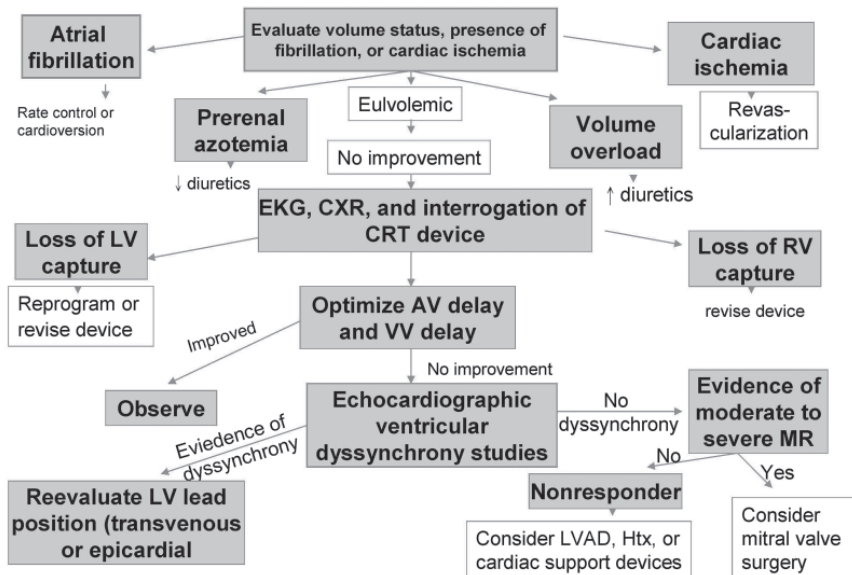 Evaluate volume status, presence of
fibrillation, or cardiac ischemia
Atrial
fibrillation
Rate control or
cardioversion
Cardiac
ischemia
Revas-
cularization
Prerenal
azotemia
↓ diuretics
Eulvolemic
No improvement
Volume
overload
↑ diuretics
EKG, CXR, and interrogation of
CRT device
Loss of LV
capture
Reprogram or
revise device
Loss of RV
capture
revise device
Optimize AV delay
and VV delay
Improved
Observe
No improvement
Echocardiographic
ventricular
dyssynchrony studies
Eviedence of
dyssynchrony
Reevaluate LV lead
position (transvenous
or epicardial
No
dyssynchrony
Evidence of
moderate to
severe MR
No
Yes
Nonresponder
Consider LVAD, Htx, or
cardiac support devices
Consider
mitral valve
surgery